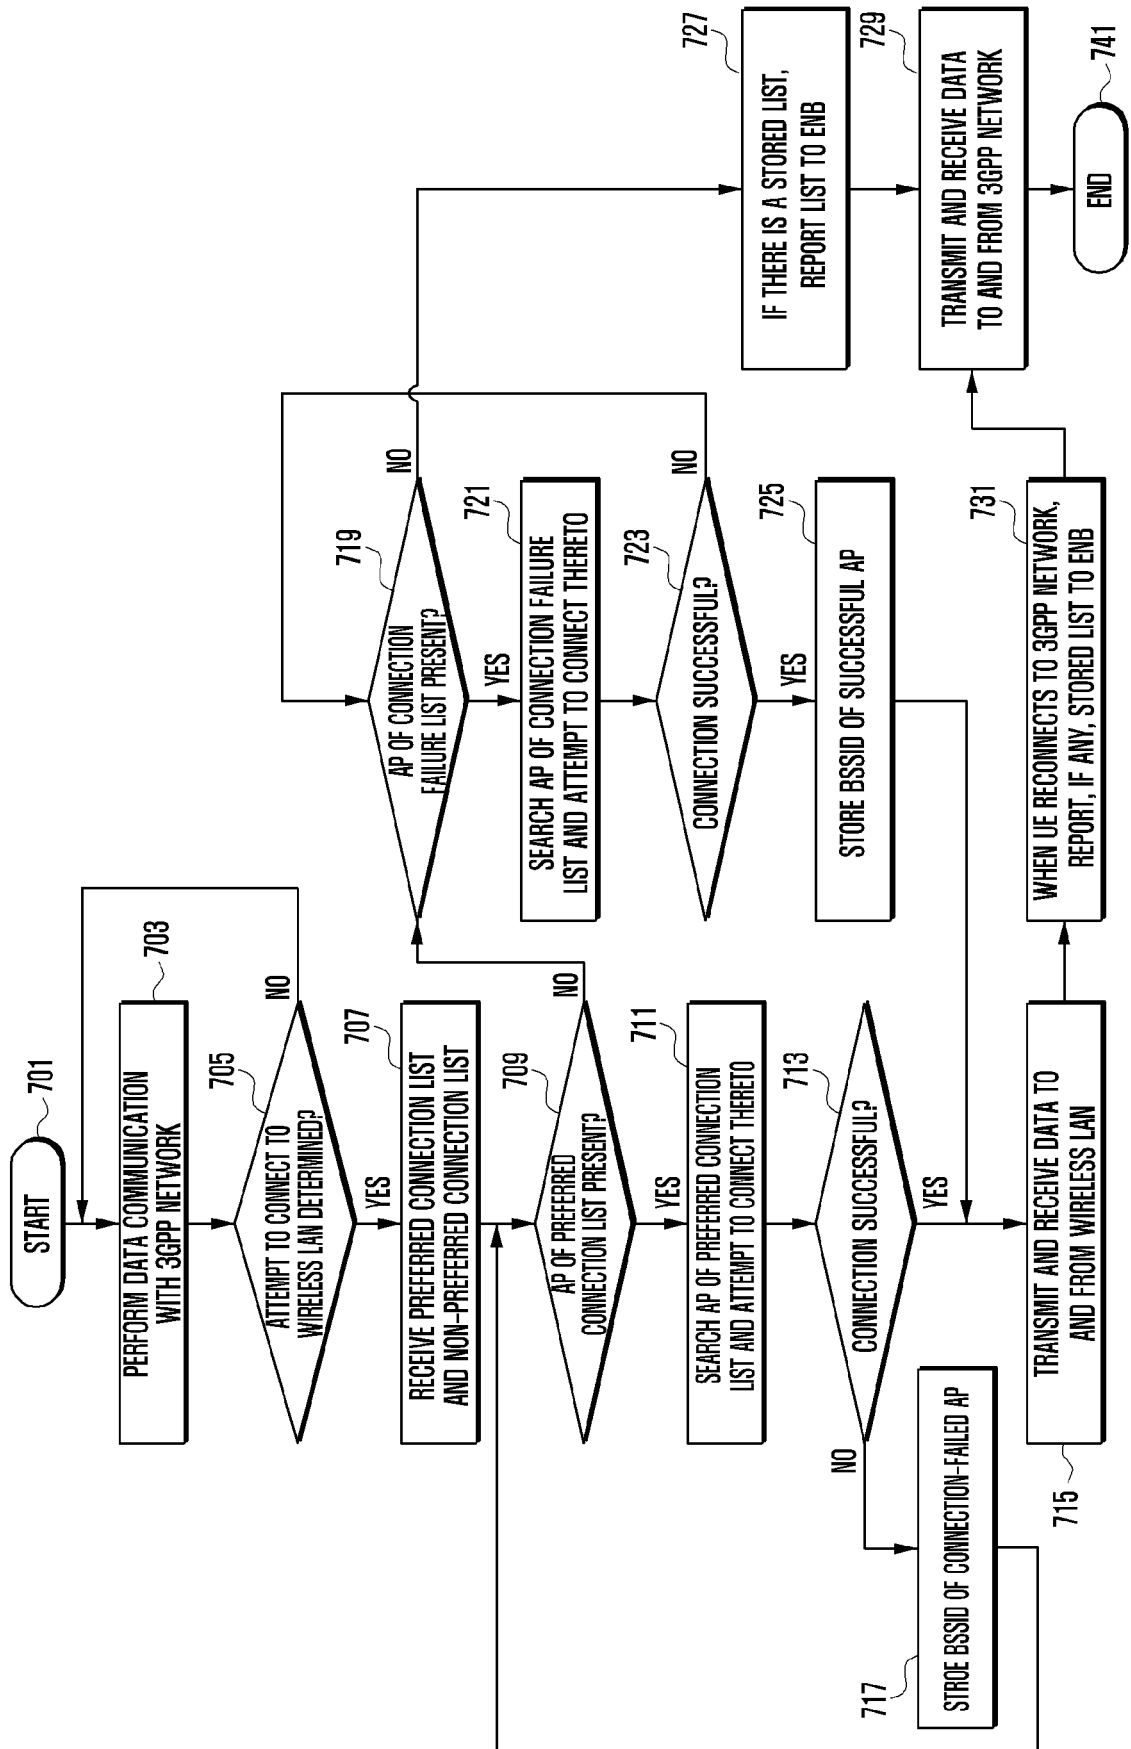 START
701
PERFORM DATA COMMUNICATION
WITH 3GPP NETWORK
703
ATTEMPT TO CONNECT TO
WIRELESS LAN DETERMINED?
705
NO
YES
RECEIVE PREFERRED CONNECTION LIST
AND NON-PREFERRED CONNECTION LIST
707
AP OF PREFERRED
CONNECTION LIST PRESENT?
709
NO
YES
SEARCH AP OF PREFERRED CONNECTION
LIST AND ATTEMPT TO CONNECT THERETO
711
CONNECTION SUCCESSFUL?
713
NO
YES
STROE BSSID OF CONNECTION-FAILED AP
717
TRANSMIT AND RECEIVE DATA TO
AND FROM WIRELESS LAN
715
AP OF CONNECTION
FAILURE LIST PRESENT?
719
NO
YES
SEARCH AP OF CONNECTION FAILURE
LIST AND ATTEMPT TO CONNECT THERETO
721
CONNECTION SUCCESSFUL?
723
NO
YES
STORE BSSID OF SUCCESSFUL AP
725
WHEN UE RECONNECTS TO 3GPP NETWORK,
REPORT, IF ANY, STORED LIST TO ENB
731
IF THERE IS A STORED LIST,
REPORT LIST TO ENB
727
TRANSMIT AND RECEIVE DATA
TO AND FROM 3GPP NETWORK
729
END
741